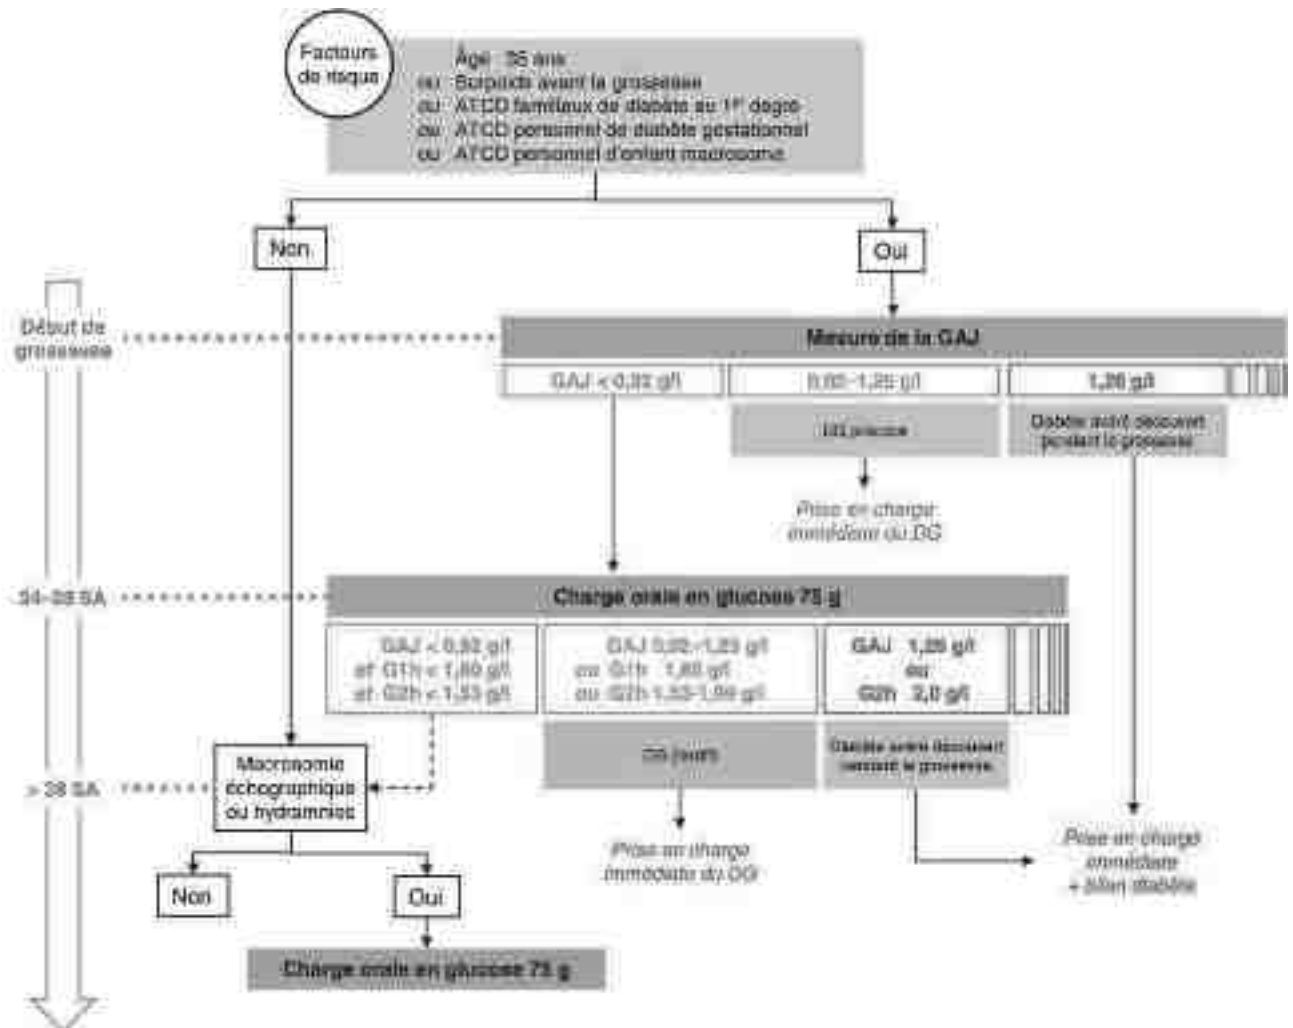 Facteurs
de risque
Âge 35 ans
ou Surpoids avant la grossesse
ou ATCD familiaux de diabète au 1er degré
ou ATCD personnel de diabète gestationnel
ou ATCD personnel d'enfant macrosome
Non
Oui
Début de
grossesse
Mesure de la GAJ
GAJ < 0,92 g/l
0,92-1,25 g/l
1,26 g/l
DG précoce
Diabète avéré découvert
pendant la grossesse
Prise en charge
immédiate du DG
24-28 SA
Charge orale en glucose 75 g
GAJ < 0,92 g/l
et G1h < 1,80 g/l
et G2h < 1,53 g/l
GAJ 0,92-1,25 g/l
ou G1h 1,80 g/l
ou G2h 1,53-1,99 g/l
GAJ 1,26 g/l
ou
G2h 2,0 g/l
DG
Diabète avéré découvert
pendant la grossesse
> 28 SA
Macrosomie
échographique
ou hydramnios
Prise en charge
immédiate du DG
Prise en charge
immédiate
+ bilan diabète
Non
Oui
Charge orale en glucose 75 g